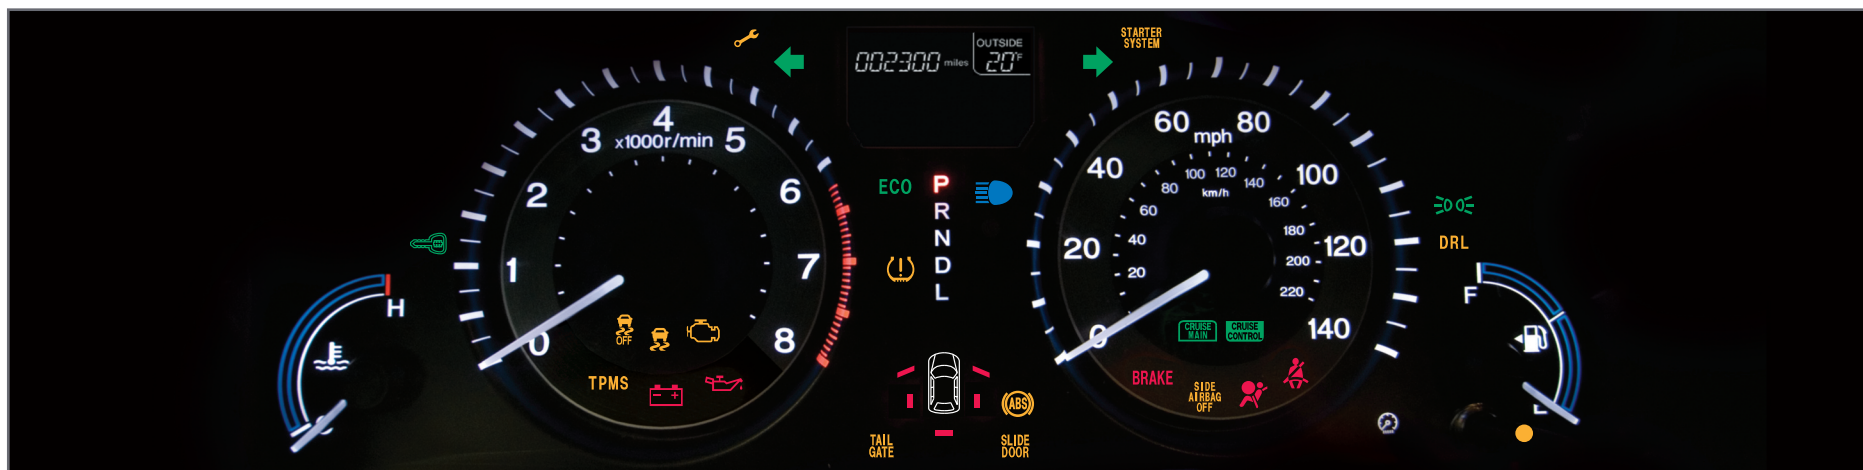 STARTER
SYSTEM
OUTSIDE
002300 miles
20°F
4
3
5
x1000r/min
2
6
1
7
0
8
OFF
TPMS
H
ECO
P
R
N
D
L
60
80
mph
40
100
100
120
80
140
km/h
60
160
20
40
180
120
200
20
220
0
140
CRUISE
MAIN
CRUISE
CONTROL
BRAKE
SIDE
AIRBAG
OFF
ABS
TAIL
GATE
SLIDE
DOOR
DRL
F